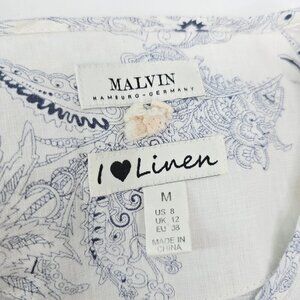 MALVIN
HAMBURG-GERMANY
I ♥ Linen
M
US 8
UK 12
EU 38
MADE IN
CHINA